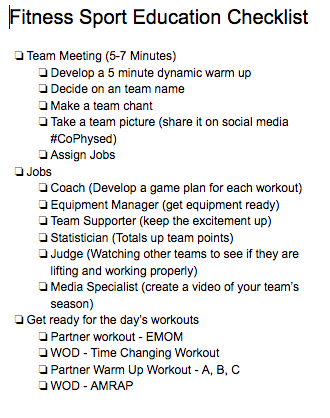 Fitness Sport Education Checklist
❏ Team Meeting (5-7 Minutes)
❏ Develop a 5 minute dynamic warm up
❏ Decide on an team name
❏ Make a team chant
❏ Take a team picture (share it on social media
#CoPhysed)
❏ Assign Jobs
❏ Jobs
❏ Coach (Develop a game plan for each workout)
❏ Equipment Manager (get equipment ready)
❏ Team Supporter (keep the excitement up)
❏ Statistician (Totals up team points)
❏ Judge (Watching other teams to see if they are
lifting and working properly)
❏ Media Specialist (create a video of your team's
season)
❏ Get ready for the day's workouts
❏ Partner workout - EMOM
❏ WOD - Time Changing Workout
❏ Partner Warm Up Workout - A, B, C
❏ WOD - AMRAP